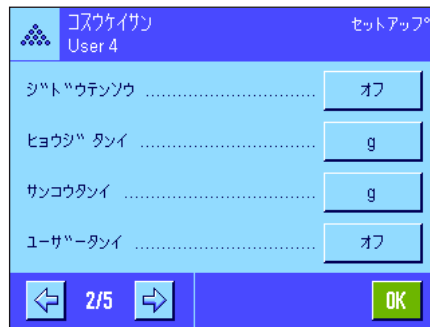 コスウケイサン セットアップ
User 4
ジドウテンソウ ................................ オフ
ヒョウジ タンイ ................................ g
サンコウタンイ ................................ g
ユーザータンイ ................................ オフ
2/5 OK